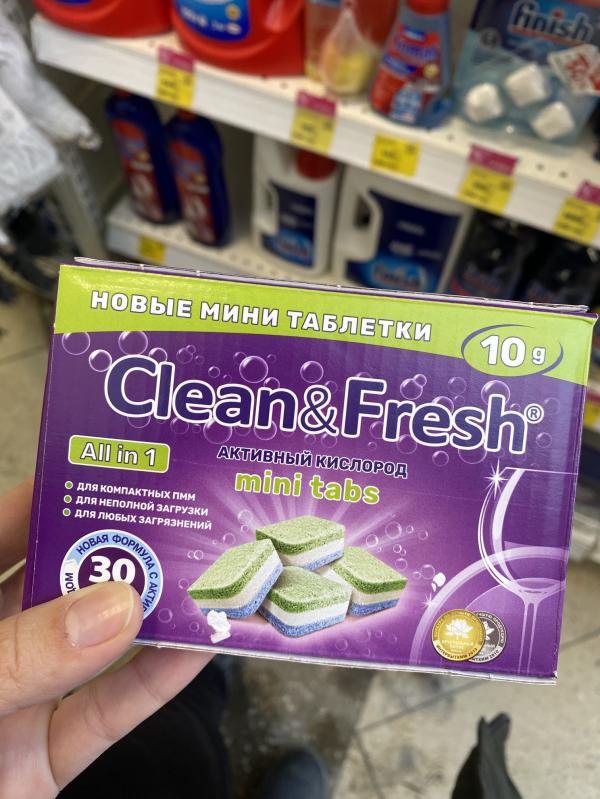 finish
НОВЫЕ МИНИ ТАБЛЕТКИ
10 g
Clean&Fresh®
All in 1
АКТИВНЫЙ КИСЛОРОД
mini tabs
• ДЛЯ КОМПАКТНЫХ ПММ
• ДЛЯ НЕПОЛНОЙ ЗАГРУЗКИ
• ДЛЯ ЛЮБЫХ ЗАГРЯЗНЕНИЙ
НОВАЯ ФОРМУЛА С
30